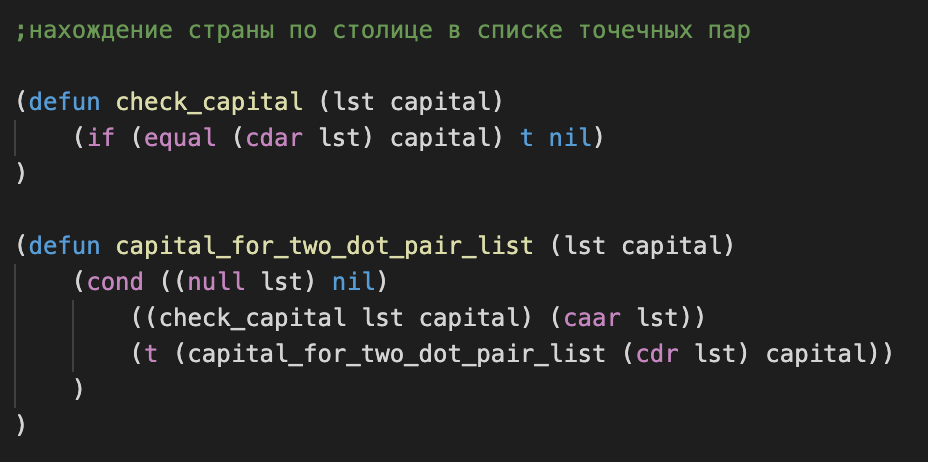 ;нахождение страны по столице в списке точечных пар
(defun check_capital (lst capital)
    (if (equal (cdar lst) capital) t nil)
)
(defun capital_for_two_dot_pair_list (lst capital)
    (cond ((null lst) nil)
        ((check_capital lst capital) (caar lst))
        (t (capital_for_two_dot_pair_list (cdr lst) capital))
    )
)